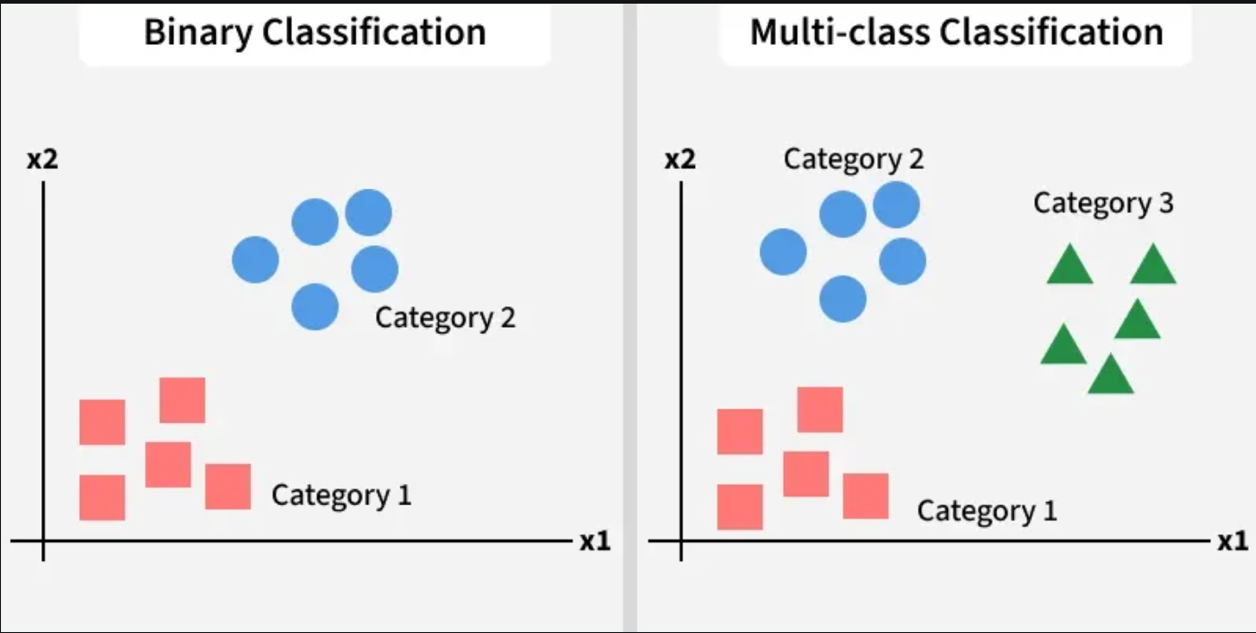 Binary Classification
x2
Category 2
Category 1
x1
Multi-class Classification
x2
Category 2
Category 3
Category 1
x1